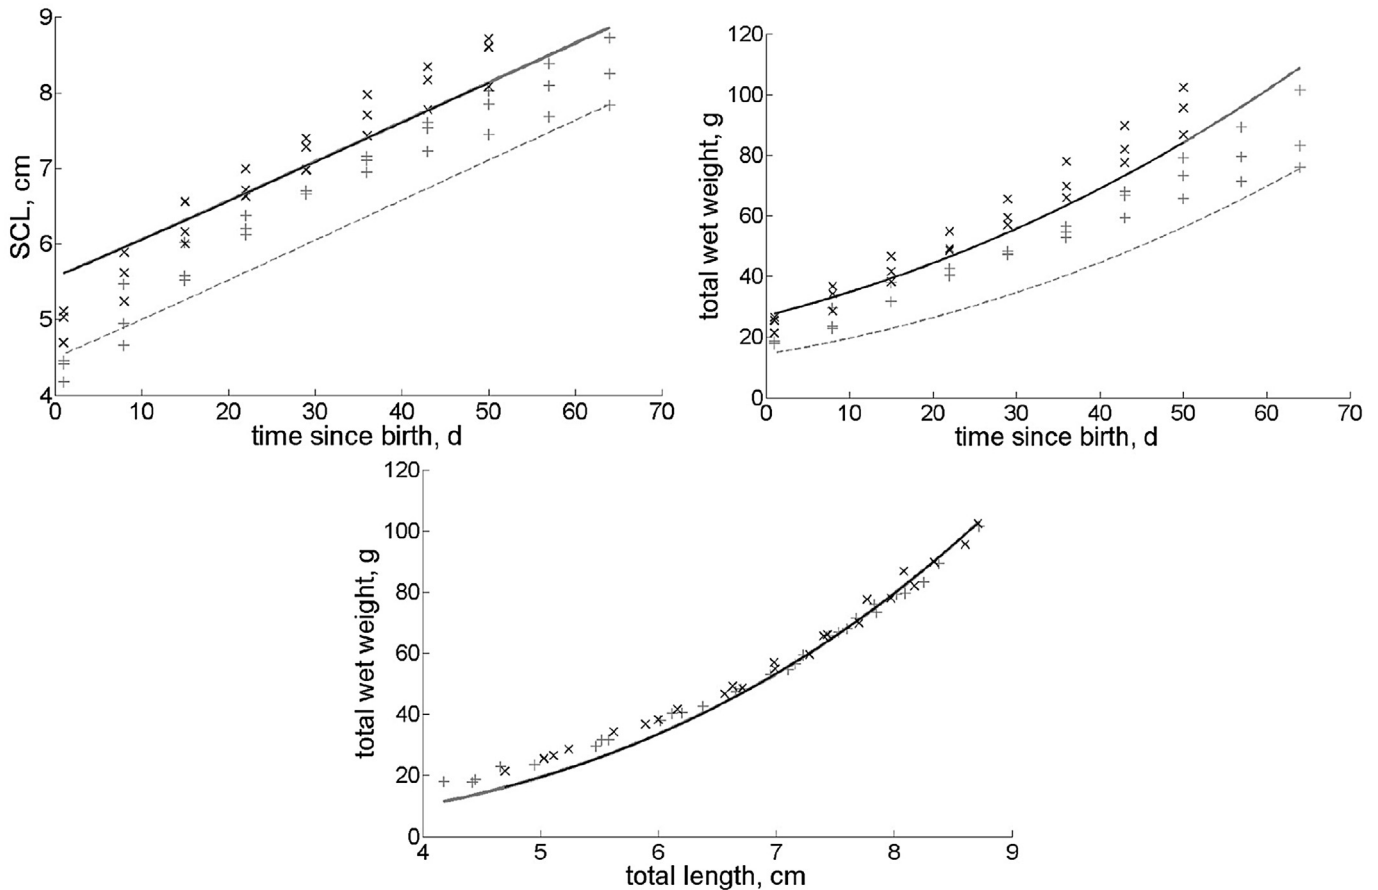 9
8
7
6
5
4
SCL, cm
0 10 20 30 40 50 60 70
time since birth, d
120
100
80
60
40
20
0
total wet weight, g
0 10 20 30 40 50 60 70
time since birth, d
120
100
80
60
40
20
0
total wet weight, g
4 5 6 7 8 9
total length, cm